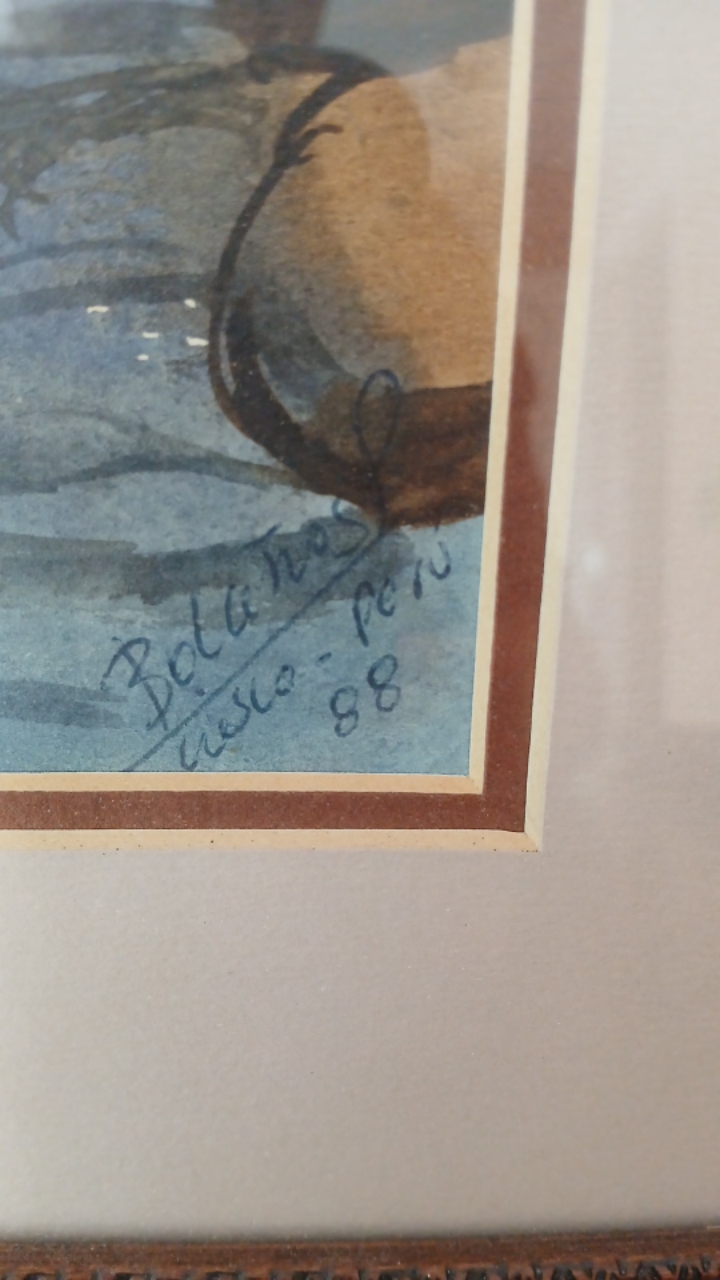 Bolaños
cusco - Perú
88